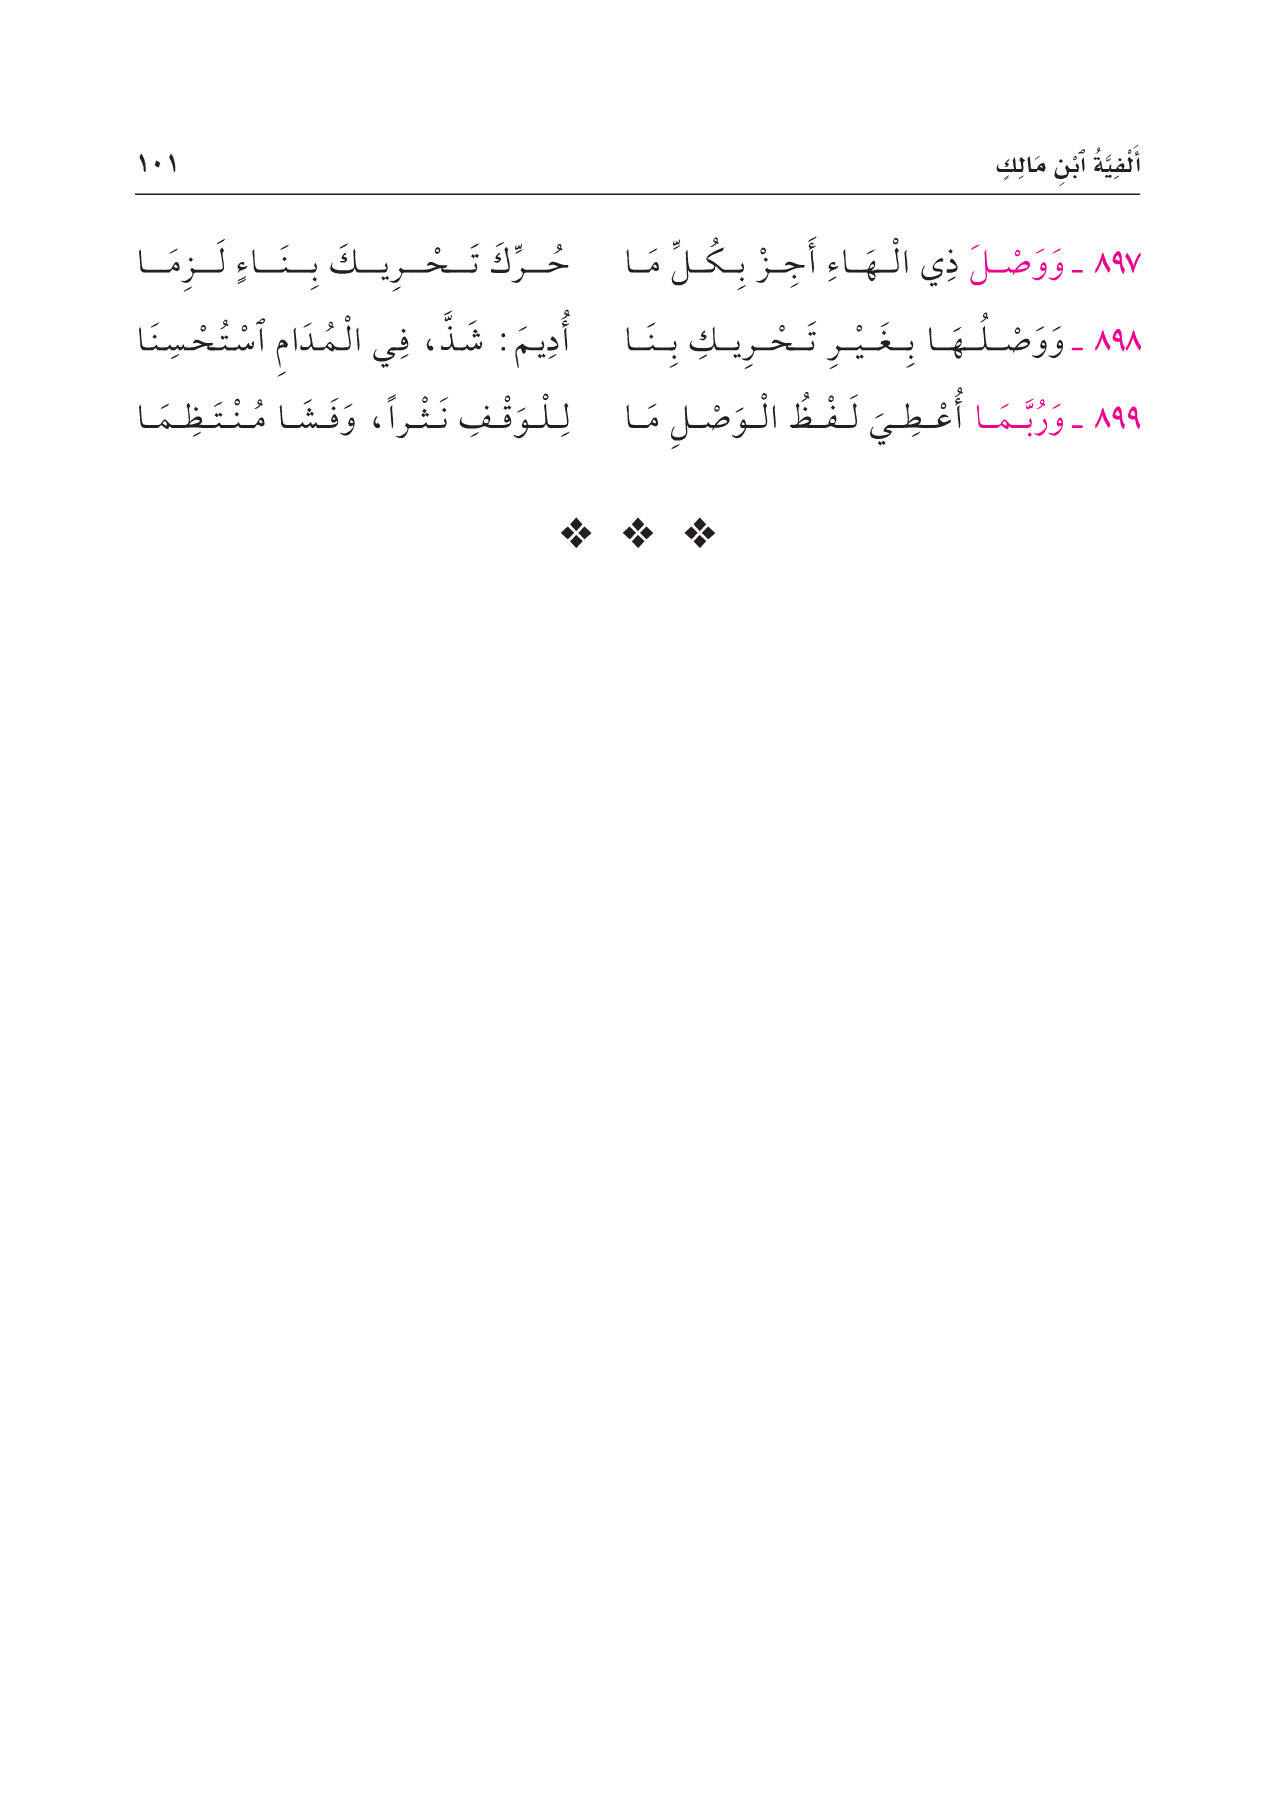 أَلْفِيَّةُ ٱبْنِ مَالِكٍ ١٠١
٨٩٧ ـ وَوَصْلَ ذِي الْهَاءِ أَجِزْ بِكُلِّ مَا حُرِّكَ تَحْرِيكَ بِنَاءٍ لَزِمَا
٨٩٨ ـ وَوَصْلُهَا بِغَيْرِ تَحْرِيكِ بِنَا أُدِيمَ: شَذَّ، فِي الْمُدَامِ ٱسْتُحْسِنَا
٨٩٩ ـ وَرُبَّمَا أُعْطِيَ لَفْظُ الْوَصْلِ مَا لِلْوَقْفِ نَثْراً، وَفَشَا مُنْتَظِمَا